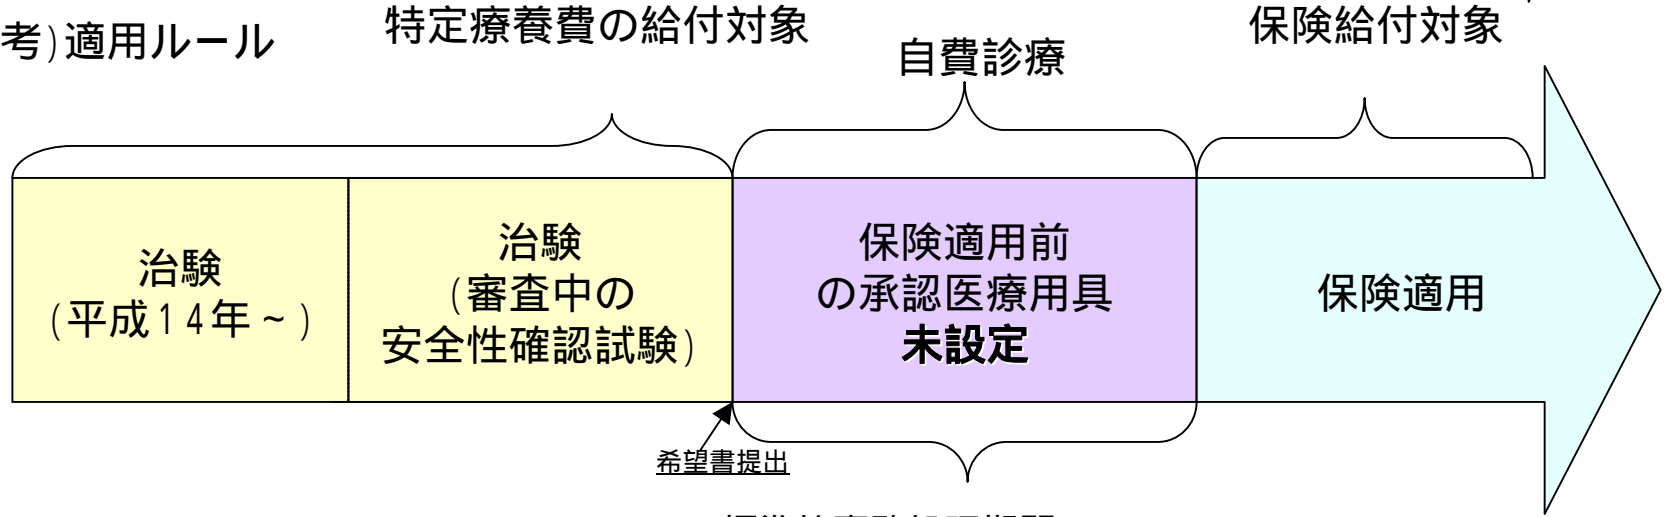 考)適用ルール
特定療養費の給付対象
自費診療
保険給付対象
治験
(平成14年～)
治験
(審査中の
安全性確認試験)
保険適用前
の承認医療用具
未設定
保険適用
希望書提出